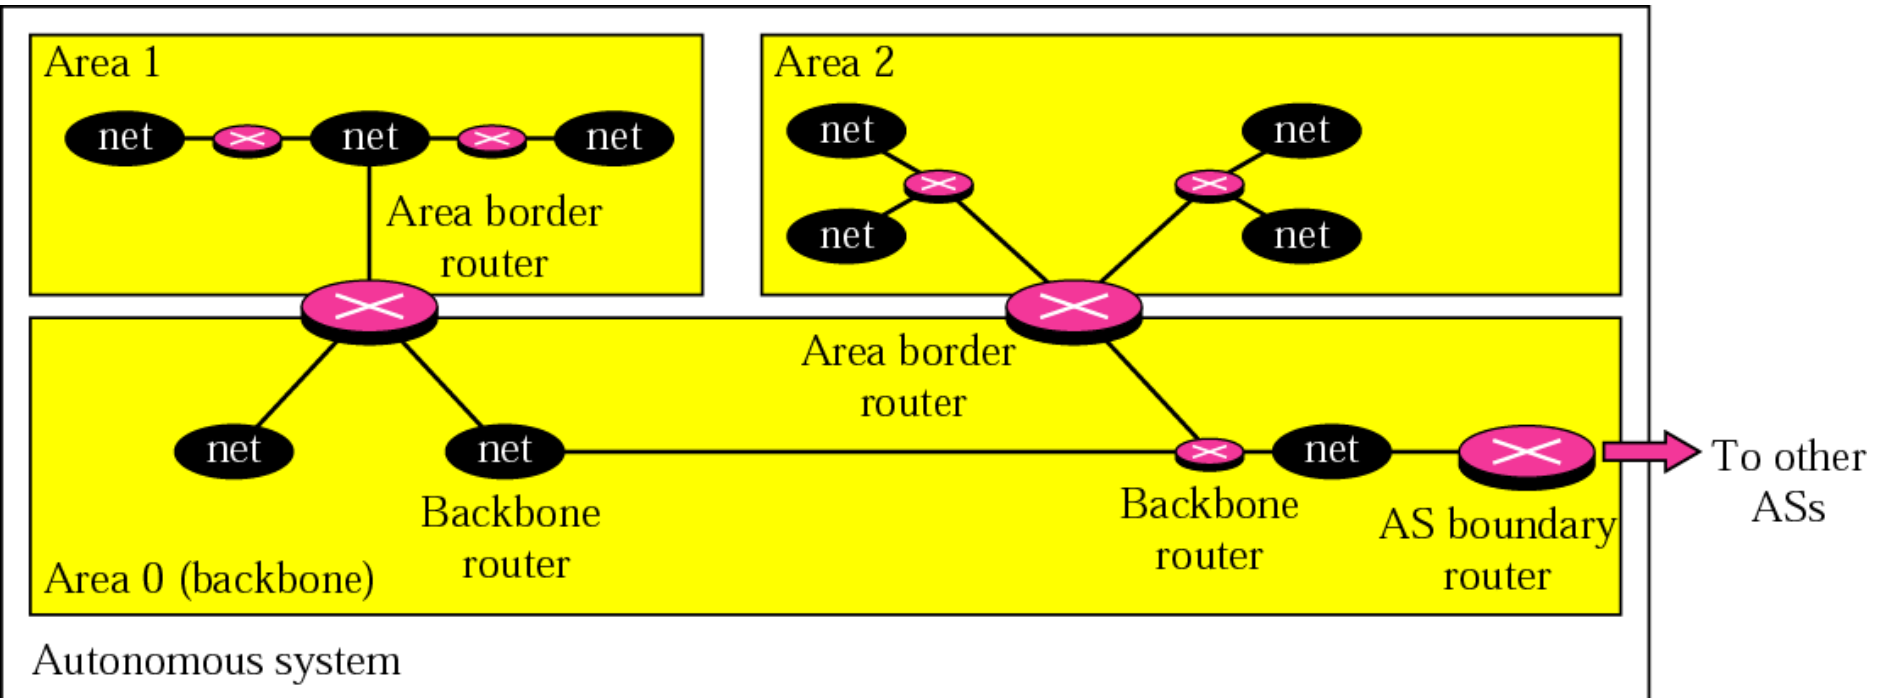 Area 1
net
net
net
Area border
router
Area 2
net
net
net
net
Area border
router
net
net
Backbone
router
net
Backbone
router
AS boundary
router
To other
ASs
Area 0 (backbone)
Autonomous system